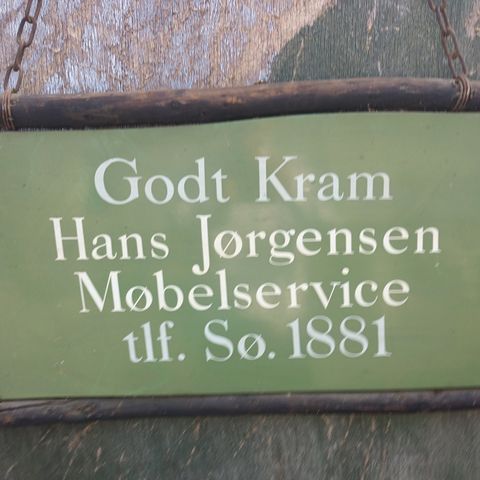 Godt Kram
Hans Jørgensen
Møbelservice
tlf. Sø. 1881